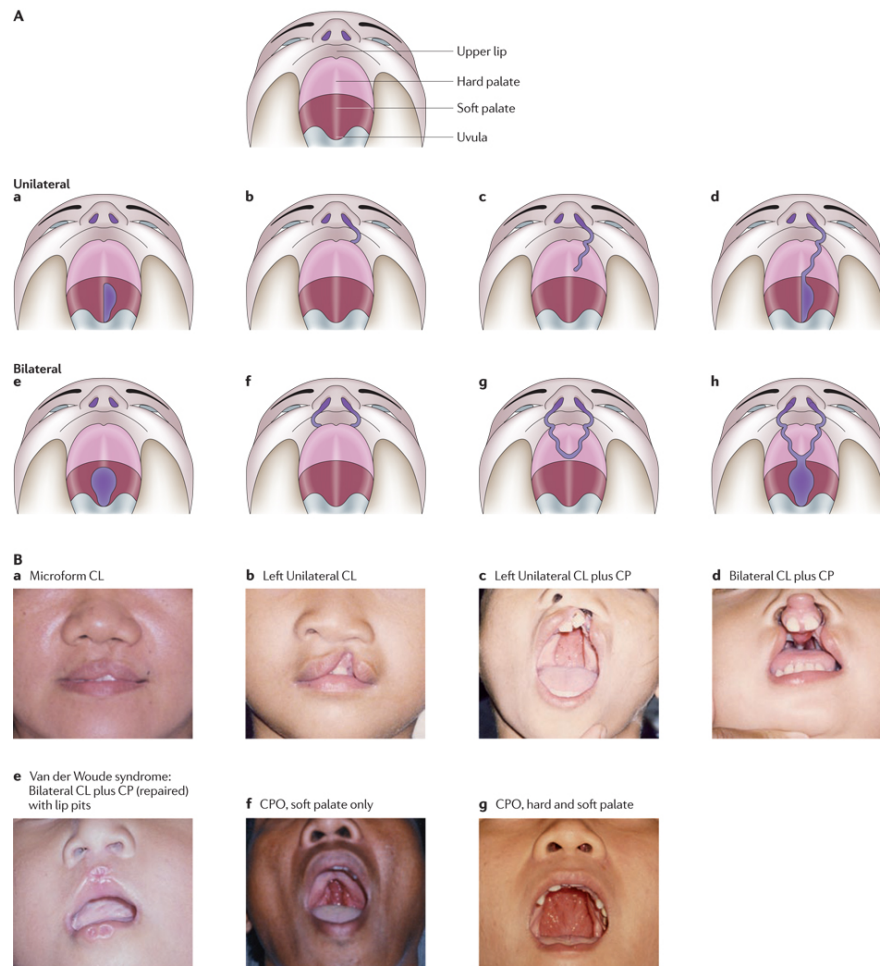 A
Upper lip
Hard palate
Soft palate
Uvula
Unilateral
a
b
c
d
Bilateral
e
f
g
h
B
a Microform CL
b Left Unilateral CL
c Left Unilateral CL plus CP
d Bilateral CL plus CP
e Van der Woude syndrome:
Bilateral CL plus CP (repaired)
with lip pits
f CPO, soft palate only
g CPO, hard and soft palate